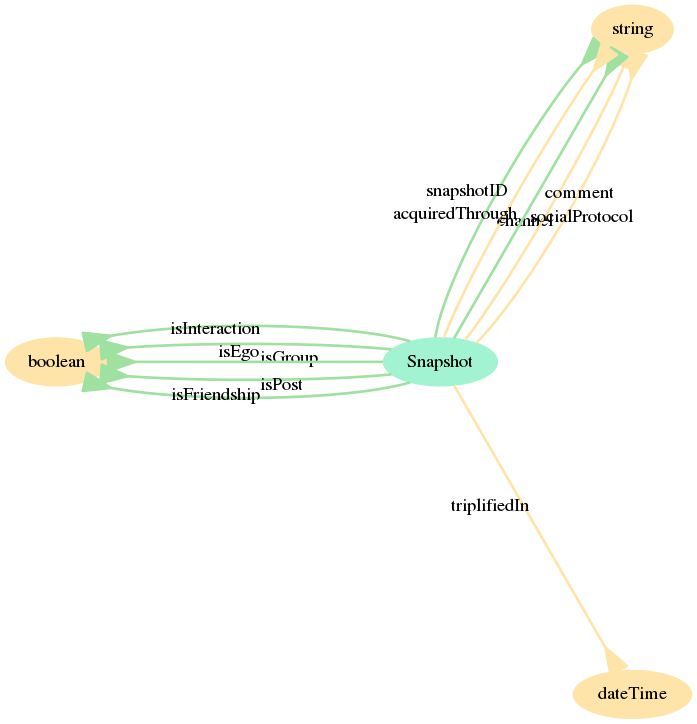 string
snapshotID
comment
acquiredThrough
channel
socialProtocol
isInteraction
isEgo
isGroup
boolean
Snapshot
isPost
isFriendship
triplifiedIn
dateTime